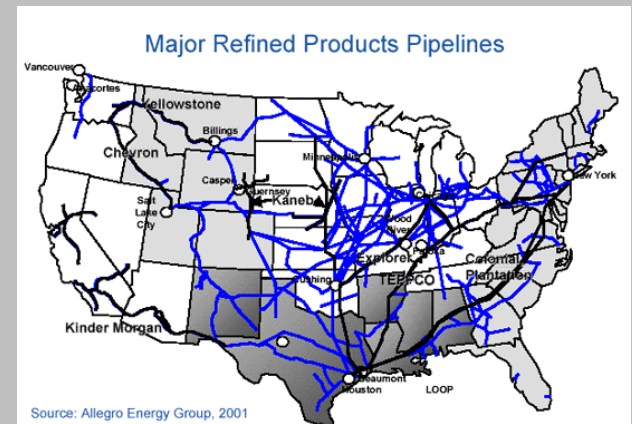 Major Refined Products Pipelines
Vancouver
Anacortes
Yellowstone
Billings
Chevron
Minneapolis
New York
Casper
Guernsey
Kaneb
Salt
Lake
City
Wood
River
Explorer
Patoka
Colonial
Plantation
Cushing
TEPPCO
Kinder Morgan
Beaumont
Houston
LOOP
Source: Allegro Energy Group, 2001